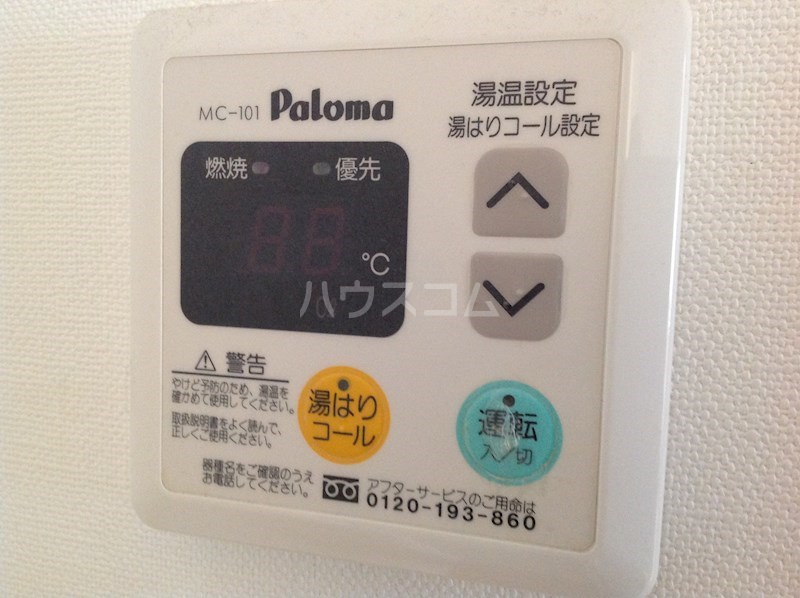 MC-101 Paloma
湯温設定
湯はりコール設定
燃焼 優先
88
℃
ハウスコム
警告
やけど予防のため、湯温を
確かめて使用してください。
取扱説明書をよく読んで、
正しくご使用ください。
湯はり
コール
運転
入/切
器種名をご確認のうえ
お電話してください。
アフターサービスのご用命は
0120-193-860